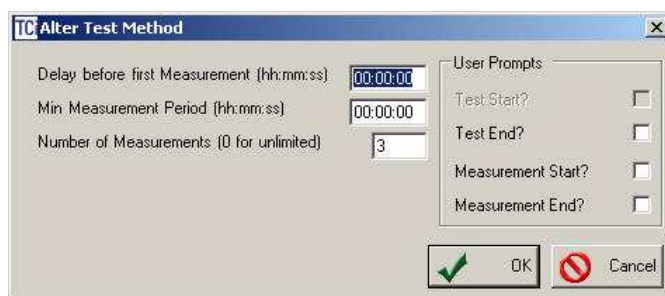 TC Alter Test Method
Delay before first Measurement (hh:mm:ss) 00:00:00
Min Measurement Period (hh:mm:ss) 00:00:00
Number of Measurements (0 for unlimited) 3
User Prompts
Test Start?
Test End?
Measurement Start?
Measurement End?
OK
Cancel